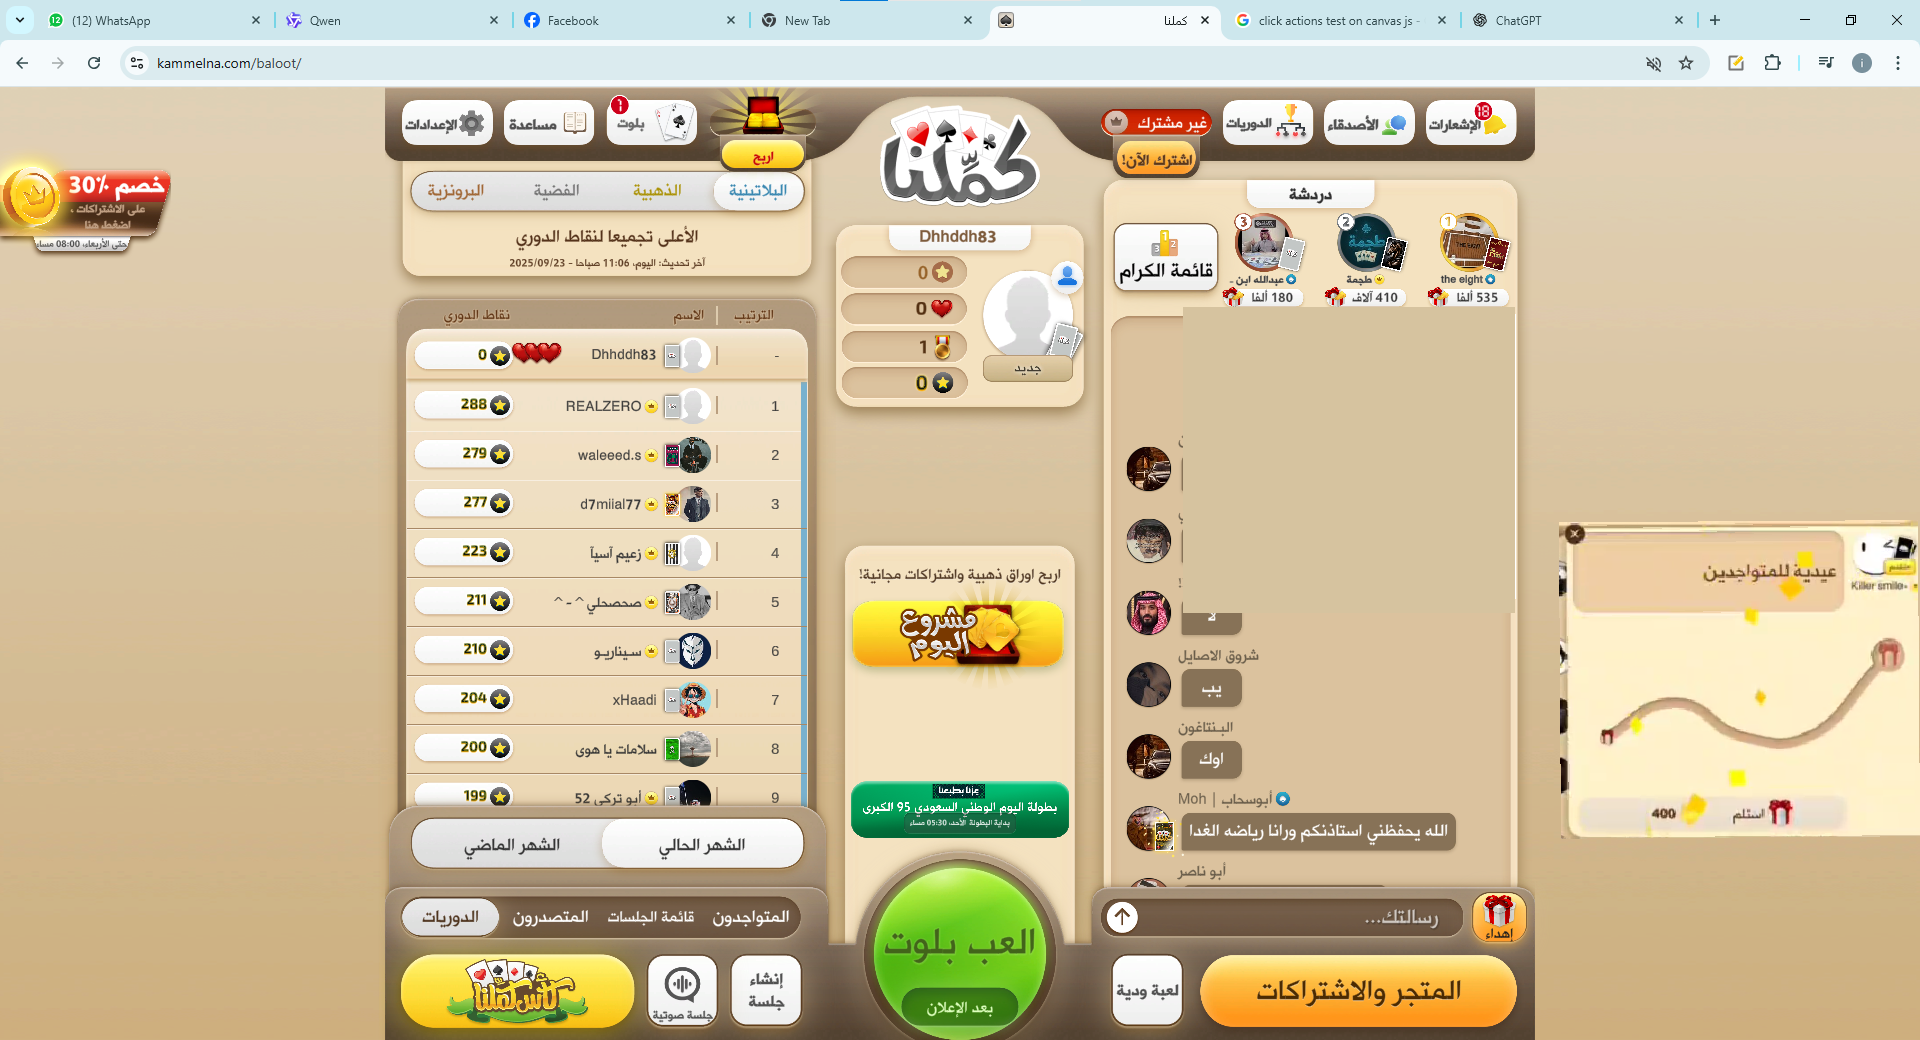 (12) WhatsApp
Qwen
Facebook
New Tab
كملنا
click actions test on canvas js -
ChatGPT
kammelna.com/baloot/
الإشعارات
18
الأصدقاء
الدوريات
غير مشترك
اشترك الآن!
كملنا
اربح
بلوت
1
مساعدة
الإعدادات
خصم 30%
على الاشتراكات ،
اضغط هنا
حتى الأربعاء، 08:00 مساء
البلاتينية
الذهبية
الفضية
البرونزية
الأعلى تجميعا لنقاط الدوري
آخر تحديث: اليوم، 11:06 صباحا - 2025/09/23
الترتيب
الاسم
نقاط الدوري
- Dhhddh83 0
1 REALZERO 288
2 waleeed.s 279
3 d7miial77 277
4 زعيم آسيآ 223
5 صحصحلي^-^ 211
6 سيناريو 210
7 xHaadi 204
8 سلامات يا هوى 200
9 أبو تركي 52 199
الشهر الحالي
الشهر الماضي
المتواجدون
قائمة الجلسات
المتصدرون
الدوريات
إنشاء جلسة
جلسة صوتية
كأس كملنا
Dhhddh83
0
0
1
0
جديد
اربح اوراق ذهبية واشتراكات مجانية!
مشروع اليوم
عزنا بطبعنا
بطولة اليوم الوطني السعودي 95 الكبرى
بداية البطولة الأحد، 05:30 مساء
العب بلوت
بعد الإعلان
دردشة
قائمة الكرام
1
the eight
535 ألفا
2
طجمة
410 آلاف
3
عبدالله ابن ..
180 ألفا
لا
شروق الاصايل
يب
البنتاغون
اوك
أبوسحاب | Moh
الله يحفظني استاذنكم ورانا رياضه الغدا
أبو ناصر
رسالتك...
إهداء
لعبة ودية
المتجر والاشتراكات
عيدية للمتواجدين
Killer smile
استلم
400